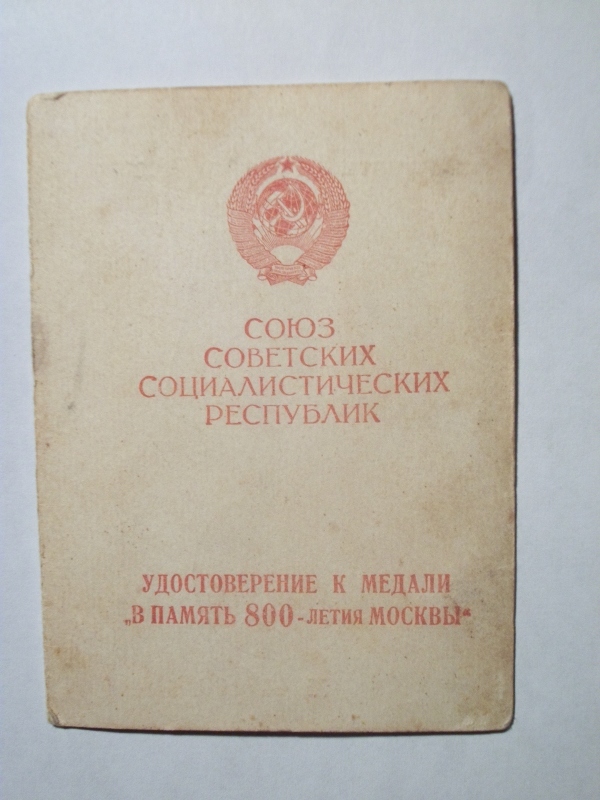 СОЮЗ
СОВЕТСКИХ
СОЦИАЛИСТИЧЕСКИХ
РЕСПУБЛИК
УДОСТОВЕРЕНИЕ К МЕДАЛИ
„В ПАМЯТЬ 800-ЛЕТИЯ МОСКВЫ“